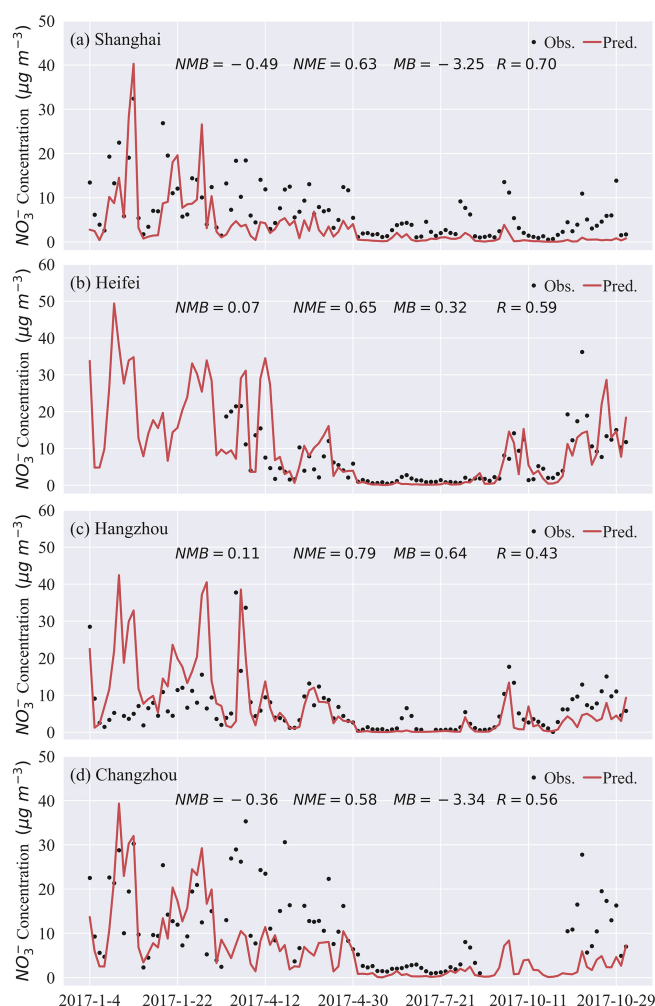 (a) Shanghai
Obs. Pred.
NMB = −0.49 NME = 0.63 MB = −3.25 R = 0.70
NO₃⁻ Concentration (μg m⁻³)
50
40
30
20
10
0
(b) Heifei
Obs. Pred.
NMB = 0.07 NME = 0.65 MB = 0.32 R = 0.59
NO₃⁻ Concentration (μg m⁻³)
60
50
40
30
20
10
0
(c) Hangzhou
Obs. Pred.
NMB = 0.11 NME = 0.79 MB = 0.64 R = 0.43
NO₃⁻ Concentration (μg m⁻³)
60
50
40
30
20
10
0
(d) Changzhou
Obs. Pred.
NMB = −0.36 NME = 0.58 MB = −3.34 R = 0.56
NO₃⁻ Concentration (μg m⁻³)
50
40
30
20
10
0
2017-1-4 2017-1-22 2017-4-12 2017-4-30 2017-7-21 2017-10-11 2017-10-29